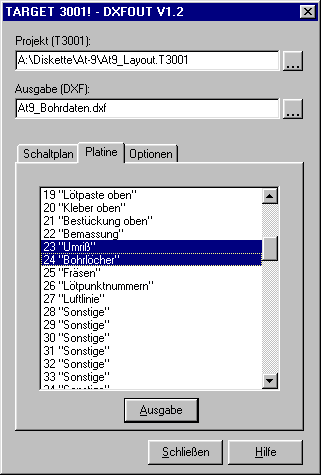 TARGET 3001! - DXFOUT V1.2
Projekt (T3001):
A:\Diskette\At-9\At9_Layout.T3001
...
Ausgabe (DXF):
At9_Bohrdaten.dxf
...
Schaltplan Platine Optionen
19 "Lötpaste oben"
20 "Kleber oben"
21 "Bestückung oben"
22 "Bemassung"
23 "Umriß"
24 "Bohrlöcher"
25 "Fräsen"
26 "Lötpunktnummern"
27 "Luftlinie"
28 "Sonstige"
29 "Sonstige"
30 "Sonstige"
31 "Sonstige"
32 "Sonstige"
33 "Sonstige"
34 "Sonstige"
Ausgabe
Schließen Hilfe